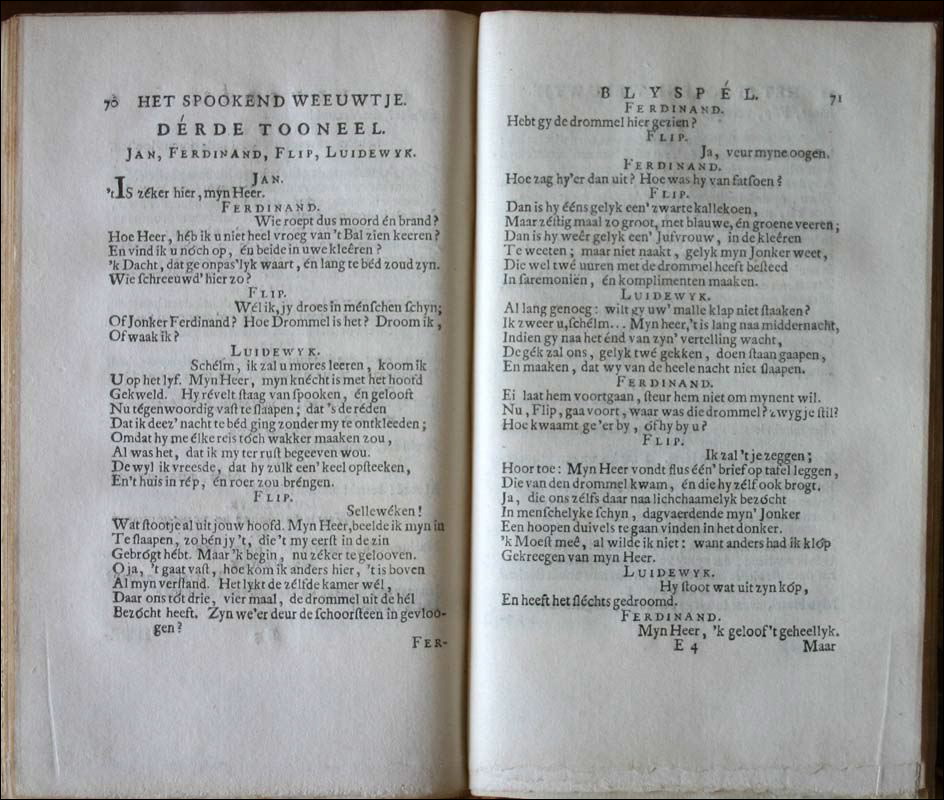 70 HET SPOOKEND WEEUWTJE.
DÉRDE TOONEEL.
JAN, FERDINAND, FLIP, LUIDEWYK.
JAN.
't IS zéker hier, myn Heer.
FERDINAND.
Wie roept dus moord én brand?
Hoe Heer, héb ik u niet heel vroeg van 't Bal zien keeren?
En vind ik u nóch op, én beide in uwe kleêren?
'k Dacht, dat ge onpas'lyk waart, én lang te béd zoud zyn.
Wie ſchreeuwd' hier zo?
FLIP.
Wél ik, jy droes in ménſchen ſchyn;
Of Jonker Ferdinand? Hoe Drommel is het? Droom ik,
Of waak ik?
LUIDEWYK.
Schélm, ik zal u mores leeren, koom ik
U op het lyf. Myn Heer, myn knécht is met het hoofd
Gekweld. Hy révelt ſtaag van ſpooken, én gelooft
Nu tégenwoordig vaſt te ſlaapen; dat 's de réden
Dat ik deez' nacht te béd ging zonder my te ontkleeden;
Omdat hy me élke reis tóch wakker maaken zou,
Al was het, dat ik my ter ruſt begeeven wou.
De wyl ik vreesde, dat hy zulk een' keel opſteeken,
En 't huis in rép, én roer zou bréngen.
FLIP.
Sellewéken!
Wat ſtootje al uit jouw hoofd. Myn Heer, beelde ik myn in
Te ſlaapen, zo bén jy 't, die 't my eerſt in de zin
Gebrógt hébt. Maar 'k begin, nu zéker te gelooven.
O ja, 't gaat vaſt, hoe kom ik anders hier, 't is boven
Al myn verſtand. Het lykt de zélfde kamer wél,
Daar ons tót drie, vier maal, de drommel uit de hél
Bezócht heeft. Zyn we'er deur de ſchoorſteen in gevloo-
gen?
FER-
BLYSPÉL. 71
FERDINAND.
Hebt gy de drommel hier gezien?
FLIP.
Ja, veur myne oogen.
FERDINAND.
Hoe zag hy'er dan uit? Hoe was hy van fatſoen?
FLIP.
Dan is hy ééns gelyk een' zwarte kallekoen,
Maar zéſtig maal zo groot, met blauwe, én groene veeren;
Dan is hy weêr gelyk een' Jufvrouw, in de kleêren
Te weeten; maar niet naakt, gelyk myn Jonker weet,
Die wel twé uuren met de drommel heeft beſteed
In ſaremoniën, én komplimenten maaken.
LUIDEWYK.
Al lang genoeg: wilt gy uw' malle klap niet ſtaaken?
Ik zweer u, ſchélm... Myn heer, 't is lang naa middernacht,
Indien gy naa het énd van zyn' vertelling wacht,
De gék zal ons, gelyk twé gekken, doen ſtaan gaapen,
En maaken, dat wy van de heele nacht niet ſlaapen.
FERDINAND.
Ei laat hem voortgaan, ſteur hem niet om mynent wil.
Nu, Flip, gaa voort, waar was die drommel? zwygje ſtil?
Hoe kwaamt ge'er by, óf hy by u?
FLIP.
Ik zal 't je zeggen;
Hoor toe: Myn Heer vondt flus één' brief op tafel leggen,
Die van den drommel kwam, én die hy zélf ook brogt.
Ja, die ons zélfs daar naa lichchaamelyk bezócht
In menſchelyke ſchyn, dagvaerdende myn' Jonker
Een hoopen duivels te gaan vinden in het donker.
'k Moeſt meê, al wilde ik niet: want anders had ik klóp
Gekreegen van myn Heer.
LUIDEWYK.
Hy ſtoot wat uit zyn kóp,
En heeft het ſléchts gedroomd.
FERDINAND.
Myn Heer, 'k geloof 't geheellyk.
E 4 Maar